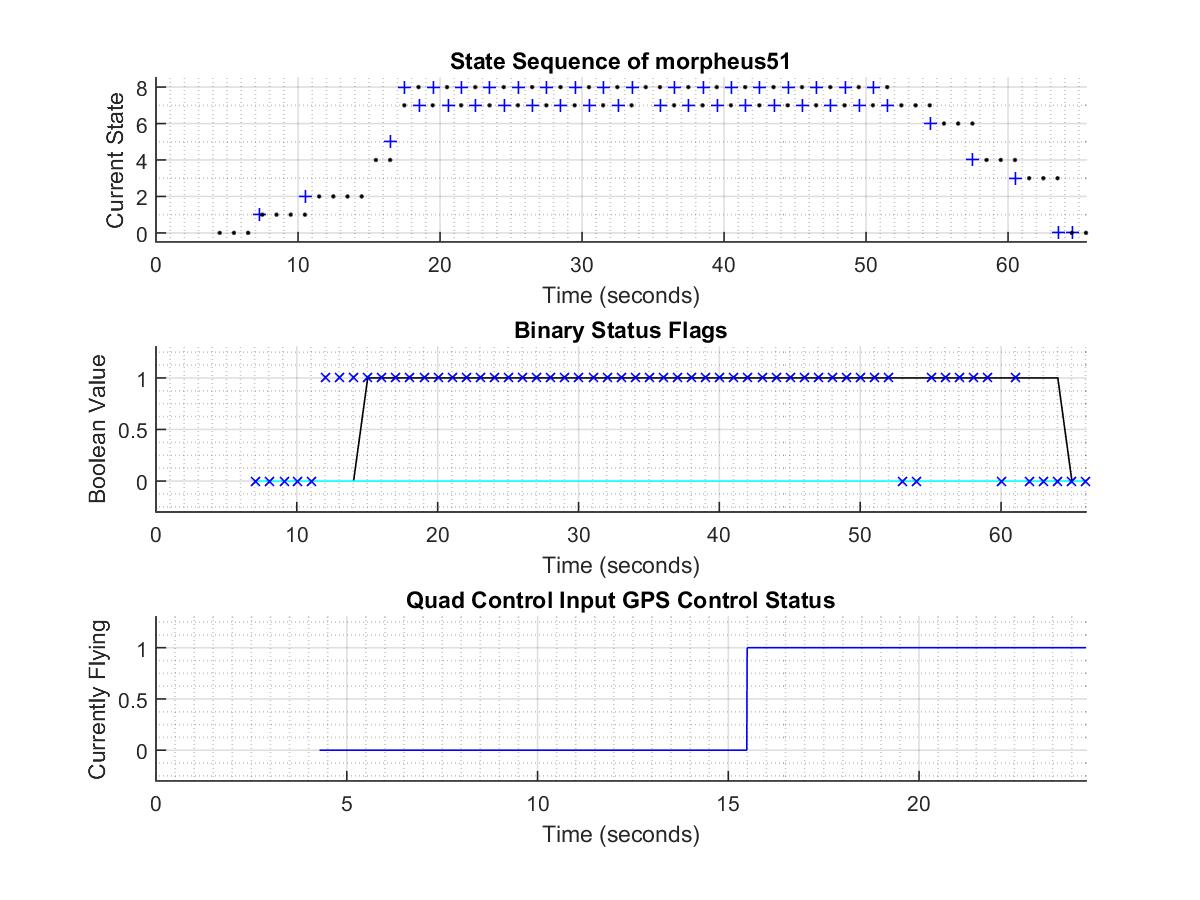 State Sequence of morpheus51
8
6
4
2
0
Current State
0 10 20 30 40 50 60
Time (seconds)
Binary Status Flags
1
0.5
0
Boolean Value
0 10 20 30 40 50 60
Time (seconds)
Quad Control Input GPS Control Status
1
0.5
0
Currently Flying
0 5 10 15 20
Time (seconds)